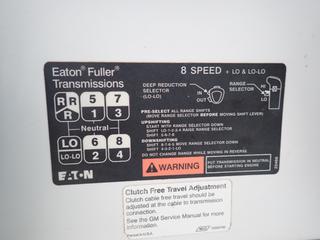 Eaton® Fuller®
Transmissions
8 SPEED + LO & LO-LO
DEEP REDUCTION
SELECTOR
(LO-LO)
IN
OUT
RANGE
SELECTOR
HI
LO
R R 5 7
R 1 3
Neutral
LO 6 8
LO-LO 2 4
PRE-SELECT ALL RANGE SHIFTS
(MOVE RANGE SELECTOR BEFORE MOVING SHIFT LEVER)
UPSHIFTING
START WITH RANGE SELECTOR DOWN
SHIFT LO-1-2-3-4 RAISE RANGE SELECTOR
SHIFT 5-6-7-8
DOWNSHIFTING
SHIFT 8-7-6-5 MOVE RANGE SELECTOR DOWN
SHIFT 4-3-2-1-LO
DO NOT CHANGE RANGE WHEN MOVING IN REVERSE
WARNING
PUT TRANSMISSION IN NEUTRAL
BEFORE STARTING ENGINE
EATON
Clutch Free Travel Adjustment
Clutch cable free travel should be
adjusted at the cable to transmission
connection.
See the GM Service Manual for more
information.
Printed in U.S.A.